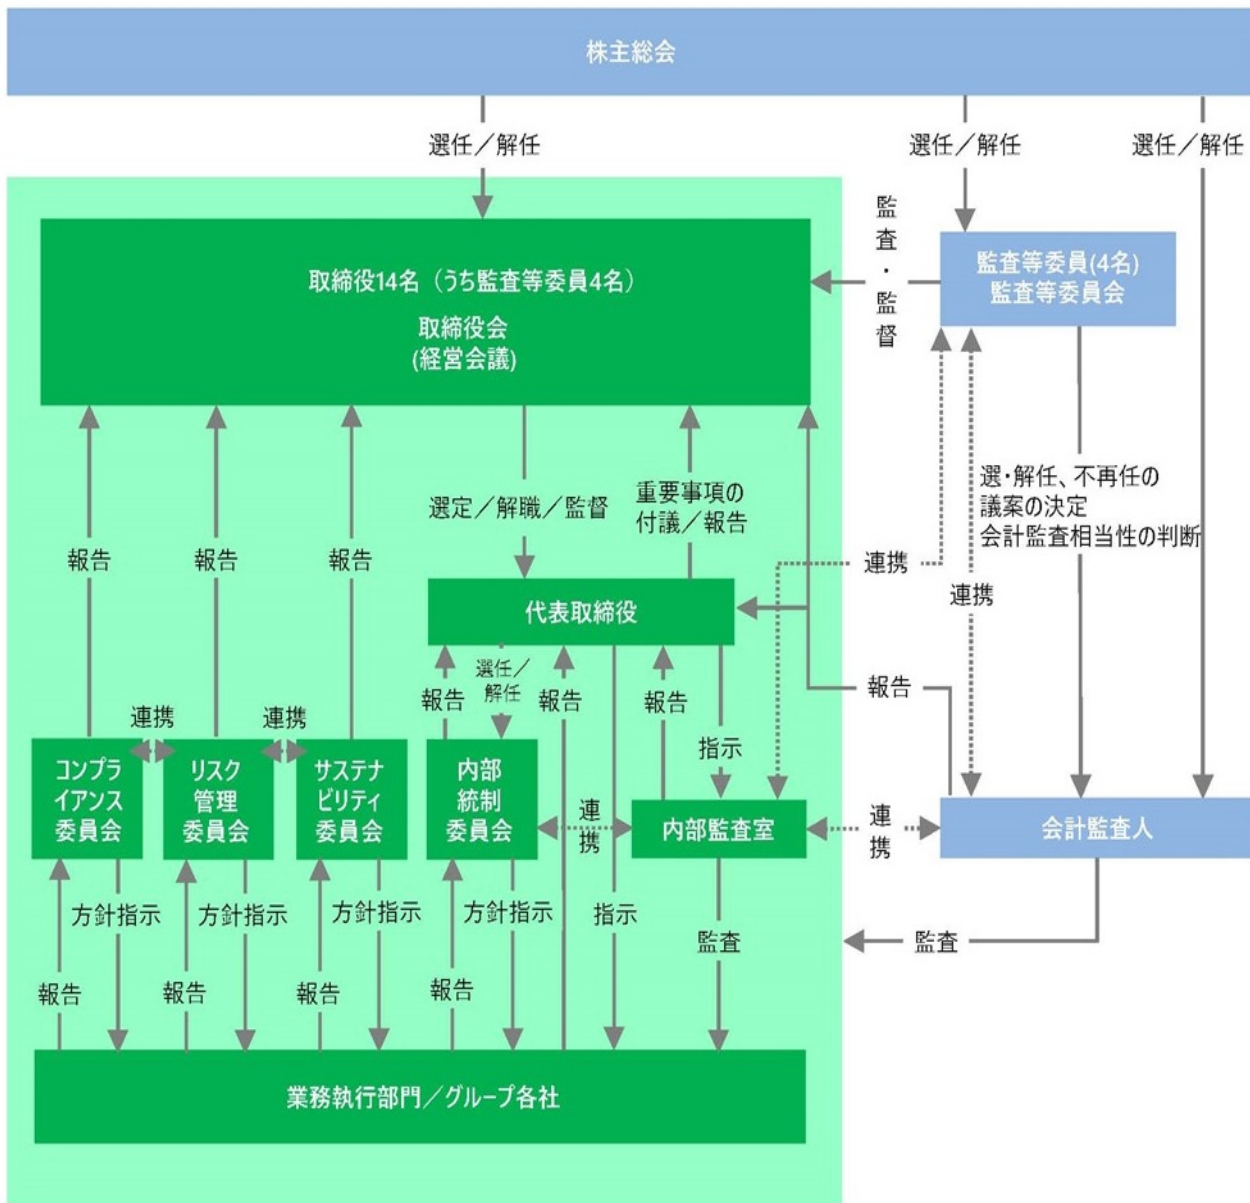 株主総会
選任／解任
選任／解任
選任／解任
監査・監督
取締役14名（うち監査等委員4名）
取締役会
(経営会議)
監査等委員(4名)
監査等委員会
選定／解職／監督
重要事項の
付議／報告
選・解任、不再任の
議案の決定
会計監査相当性の判断
報告
報告
報告
連携
連携
代表取締役
選任／
解任
報告
報告
報告
報告
連携
連携
指示
コンプラ
イアンス
委員会
リスク
管理
委員会
サステナ
ビリティ
委員会
内部
統制
委員会
連携
内部監査室
連携
会計監査人
方針指示
方針指示
方針指示
方針指示
指示
監査
監査
報告
報告
報告
報告
業務執行部門／グループ各社